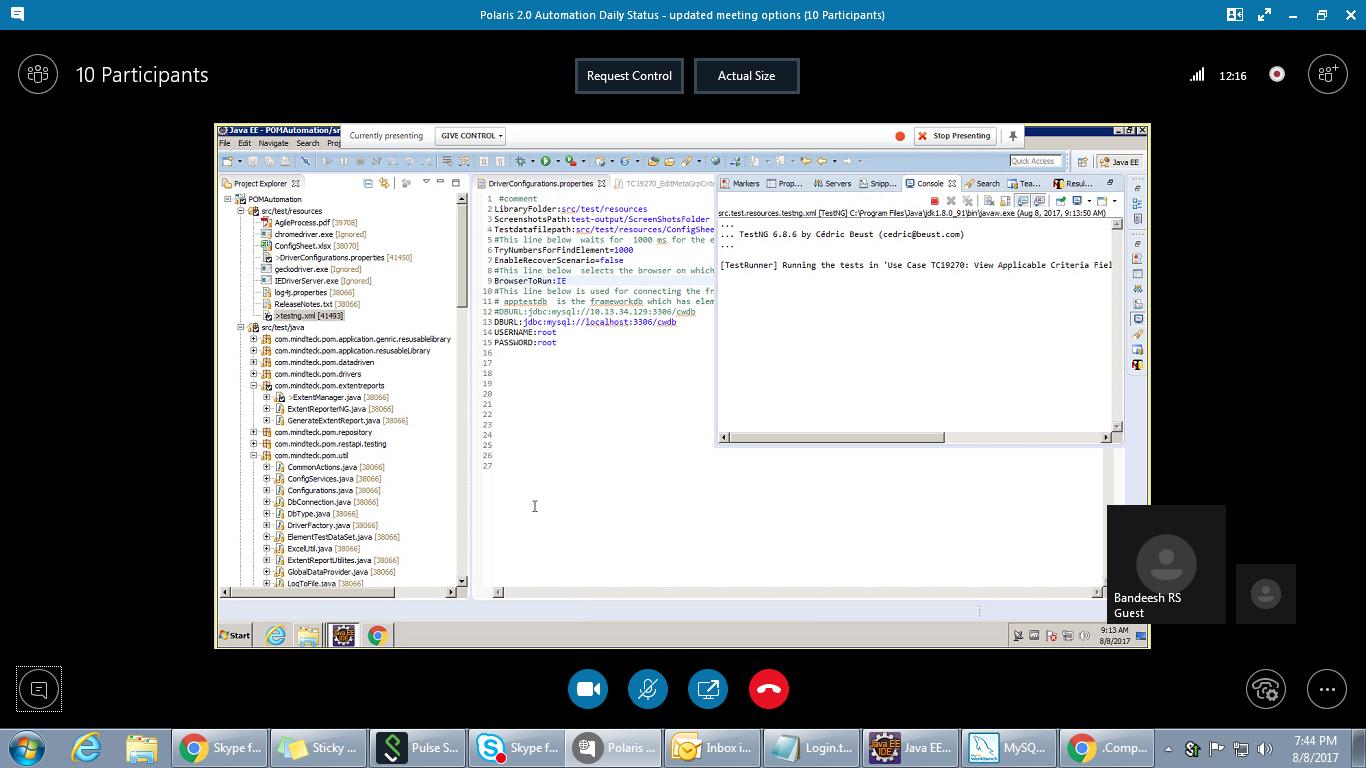 Polaris 2.0 Automation Daily Status - updated meeting options (10 Participants)
10 Participants
Request Control
Actual Size
12:16
Java EE - POMAutomation/sr
Currently presenting
GIVE CONTROL
Stop Presenting
File Edit Navigate Search Proj
Quick Access
Java EE
Project Explorer
POMAutomation
src/test/resources
AgileProcess.pdf [39708]
chromedriver.exe [Ignored]
ConfigSheet.xlsx [38070]
>DriverConfigurations.properties [41450]
geckodriver.exe [Ignored]
IEDriverServer.exe [Ignored]
log4j.properties [38066]
ReleaseNotes.txt [38066]
>testng.xml [41493]
src/test/java
com.mindteck.pom.application.genric.resusablelibrary
com.mindteck.pom.application.resusableLibrary
com.mindteck.pom.datadriven
com.mindteck.pom.drivers
com.mindteck.pom.extentreports
>ExtentManager.java [38066]
ExtentReporterNG.java [38066]
GenerateExtentReport.java [38066]
com.mindteck.pom.repository
com.mindteck.pom.restapi.testing
com.mindteck.pom.util
CommonActions.java [38066]
ConfigServices.java [38066]
Configurations.java [38066]
DbConnection.java [38066]
DbType.java [38066]
DriverFactory.java [38066]
ElementTestDataSet.java [38066]
ExcelUtil.java [38066]
ExtentReportUtilites.java [38066]
GlobalDataProvider.java [38066]
LogToFile.java [38066]
DriverConfigurations.properties
TC19270_EditMetaGrpCrite
1 #comment
2 LibraryFolder:src/test/resources
3 ScreenshotsPath:test-output/ScreenShotsFolder
4 Testdatafilepath:src/test/resources/ConfigShee
5 #This line below waits for 1000 ms for the e
6 TryNumbersForFindElement=1000
7 EnableRecoverScenario=false
8 #This line below selects the browser on which
9 BrowserToRun:IE
10 #This line below is used for connecting the fr
11 # apptestdb is the frameworkdb which has elem
12 #DBURL:jdbc:mysql://10.13.34.129:3306/cwdb
13 DBURL:jdbc:mysql://localhost:3306/cwdb
14 USERNAME:root
15 PASSWORD:root
16
17
18
19
20
21
22
23
24
25
26
27
Markers
Prop...
Servers
Snipp...
Console
Search
Tea...
Resul...
src.test.resources.testng.xml [TestNG] C:\Program Files\Java\jdk1.8.0_91\bin\javaw.exe (Aug 8, 2017, 9:13:50 AM)
...
... TestNG 6.8.6 by Cédric Beust (cedric@beust.com)
...
[TestRunner] Running the tests in 'Use Case TC19270: View Applicable Criteria Fiel
Bandeesh RS
Guest
Start
9:13 AM
8/8/2017
Skype f...
Sticky ...
Pulse S...
Skype f...
Polaris ...
Inbox i...
Login.t...
Java EE...
MySQ...
.Comp...
7:44 PM
8/8/2017